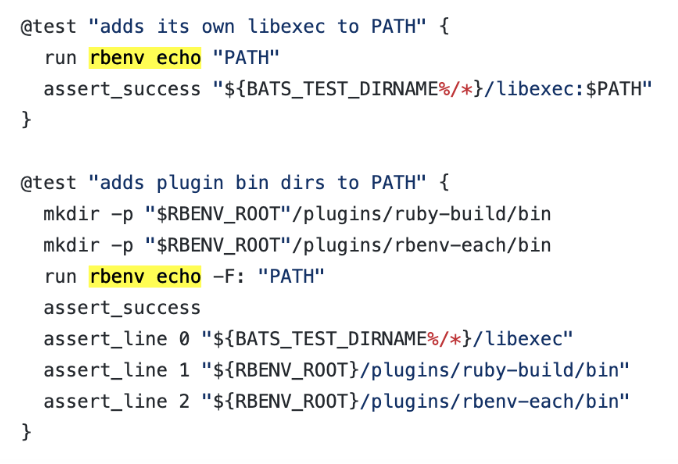 @test "adds its own libexec to PATH" {
  run rbenv echo "PATH"
  assert_success "${BATS_TEST_DIRNAME%/*}/libexec:$PATH"
}

@test "adds plugin bin dirs to PATH" {
  mkdir -p "$RBENV_ROOT"/plugins/ruby-build/bin
  mkdir -p "$RBENV_ROOT"/plugins/rbenv-each/bin
  run rbenv echo -F: "PATH"
  assert_success
  assert_line 0 "${BATS_TEST_DIRNAME%/*}/libexec"
  assert_line 1 "${RBENV_ROOT}/plugins/ruby-build/bin"
  assert_line 2 "${RBENV_ROOT}/plugins/rbenv-each/bin"
}